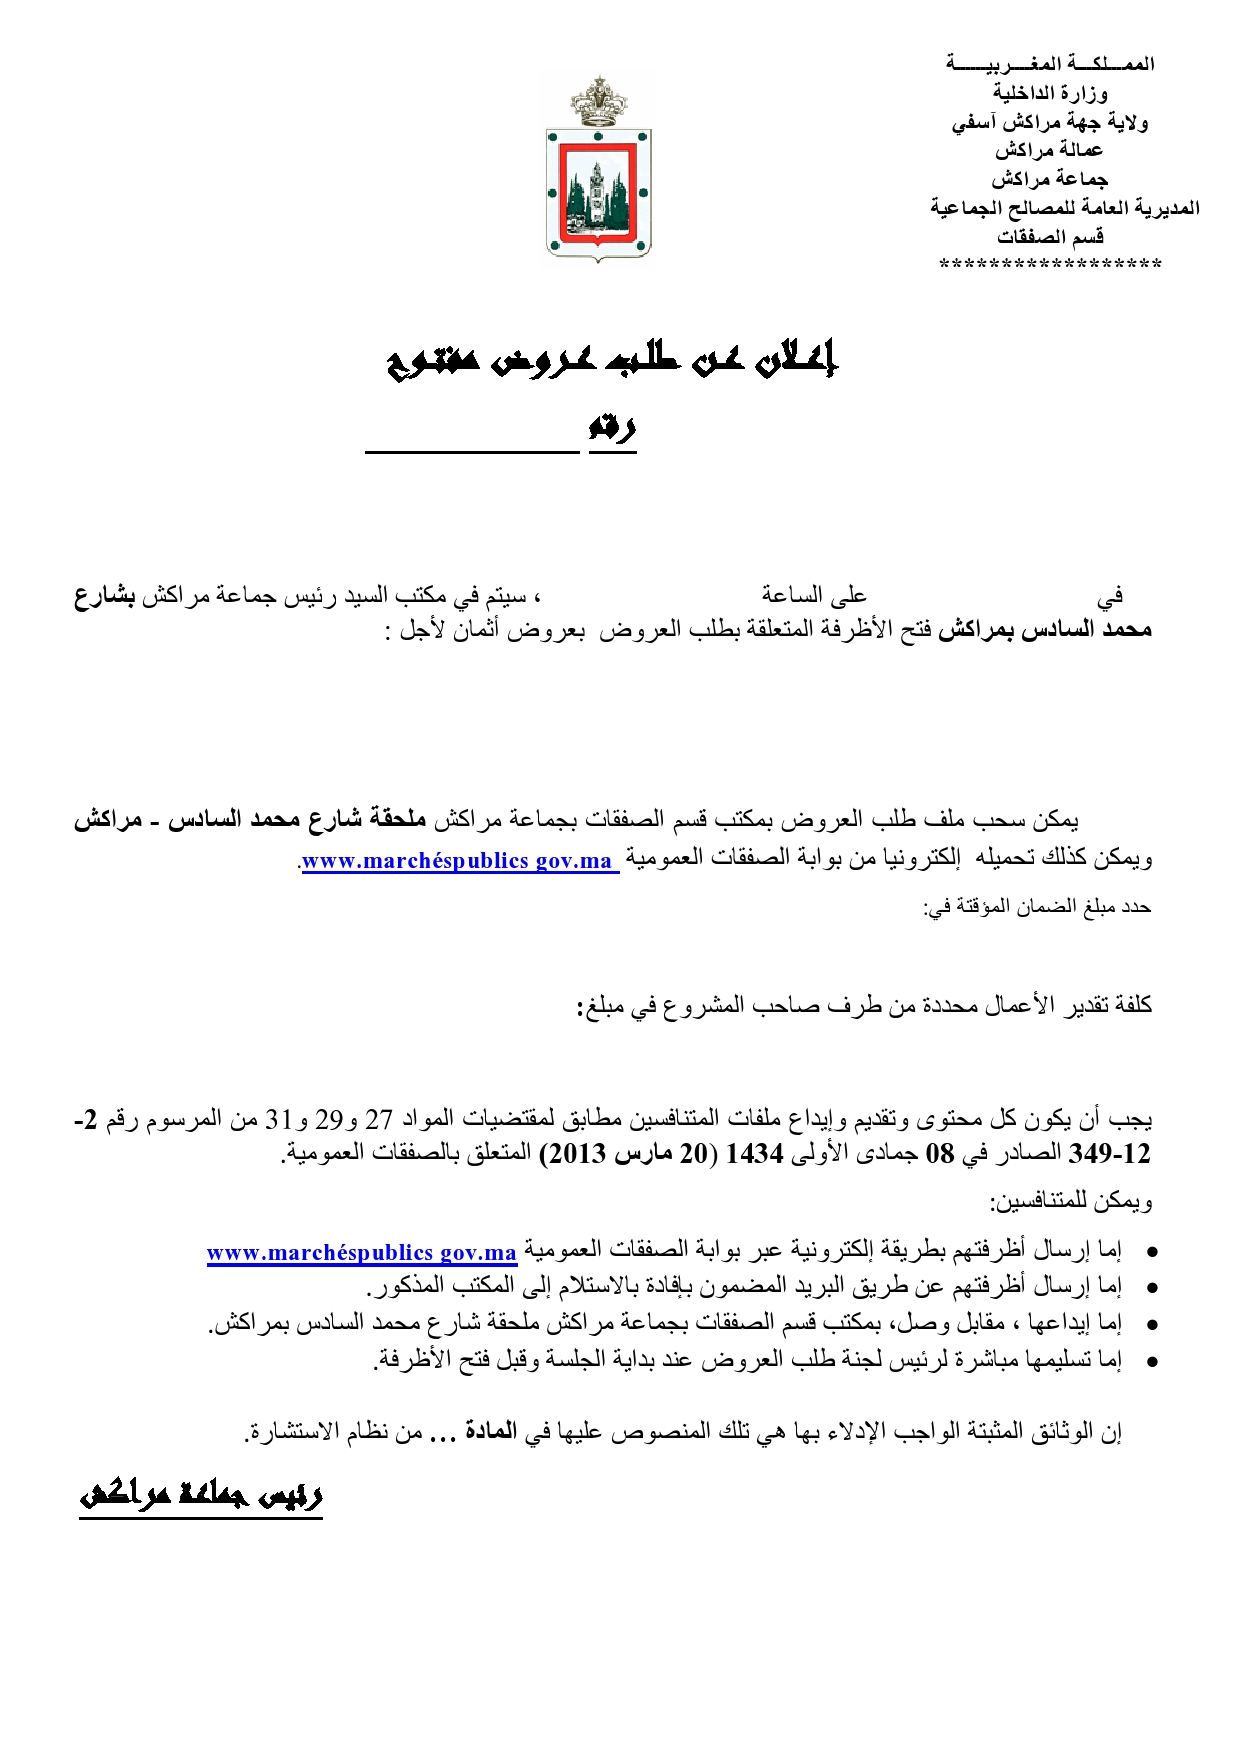 الممـــلكـــة المغــــربيــــــة
وزارة الداخلية
ولاية جهة مراكش آسفي
عمالة مراكش
جماعة مراكش
المديرية العامة للمصالح الجماعية
قسم الصفقات
******************
إعلان عن طلب عروض مفتوح
رقم
في على الساعة ، سيتم في مكتب السيد رئيس جماعة مراكش بشارع
محمد السادس بمراكش فتح الأظرفة المتعلقة بطلب العروض بعروض أثمان لأجل :
يمكن سحب ملف طلب العروض بمكتب قسم الصفقات بجماعة مراكش ملحقة شارع محمد السادس - مراكش
ويمكن كذلك تحميله إلكترونيا من بوابة الصفقات العمومية www.marchéspublics gov.ma.
حدد مبلغ الضمان المؤقتة في:
كلفة تقدير الأعمال محددة من طرف صاحب المشروع في مبلغ:
يجب أن يكون كل محتوى وتقديم وإيداع ملفات المتنافسين مطابق لمقتضيات المواد 27 و29 و31 من المرسوم رقم 2-
12-349 الصادر في 08 جمادى الأولى 1434 (20 مارس 2013) المتعلق بالصفقات العمومية.
ويمكن للمتنافسين:
• إما إرسال أظرفتهم بطريقة إلكترونية عبر بوابة الصفقات العمومية www.marchéspublics gov.ma
• إما إرسال أظرفتهم عن طريق البريد المضمون بإفادة بالاستلام إلى المكتب المذكور.
• إما إيداعها ، مقابل وصل، بمكتب قسم الصفقات بجماعة مراكش ملحقة شارع محمد السادس بمراكش.
• إما تسليمها مباشرة لرئيس لجنة طلب العروض عند بداية الجلسة وقبل فتح الأظرفة.
إن الوثائق المثبتة الواجب الإدلاء بها هي تلك المنصوص عليها في المادة ... من نظام الاستشارة.
رئيس جماعة مراكش